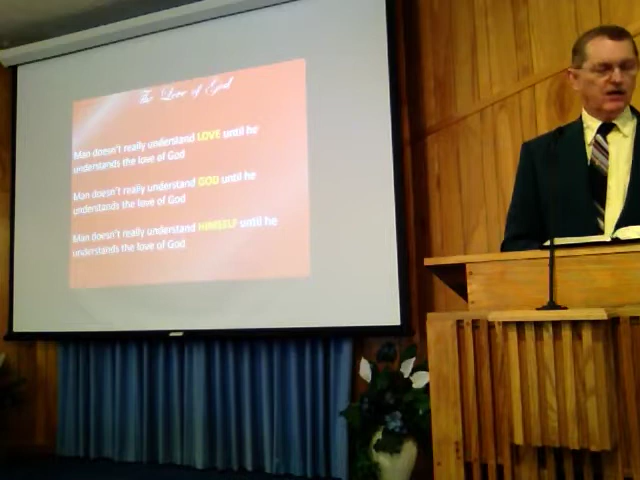 The Love of God
Man doesn't really understand LOVE until he
understands the love of God
Man doesn't really understand GOD until he
understands the love of God
Man doesn't really understand HIMSELF until he
understands the love of God